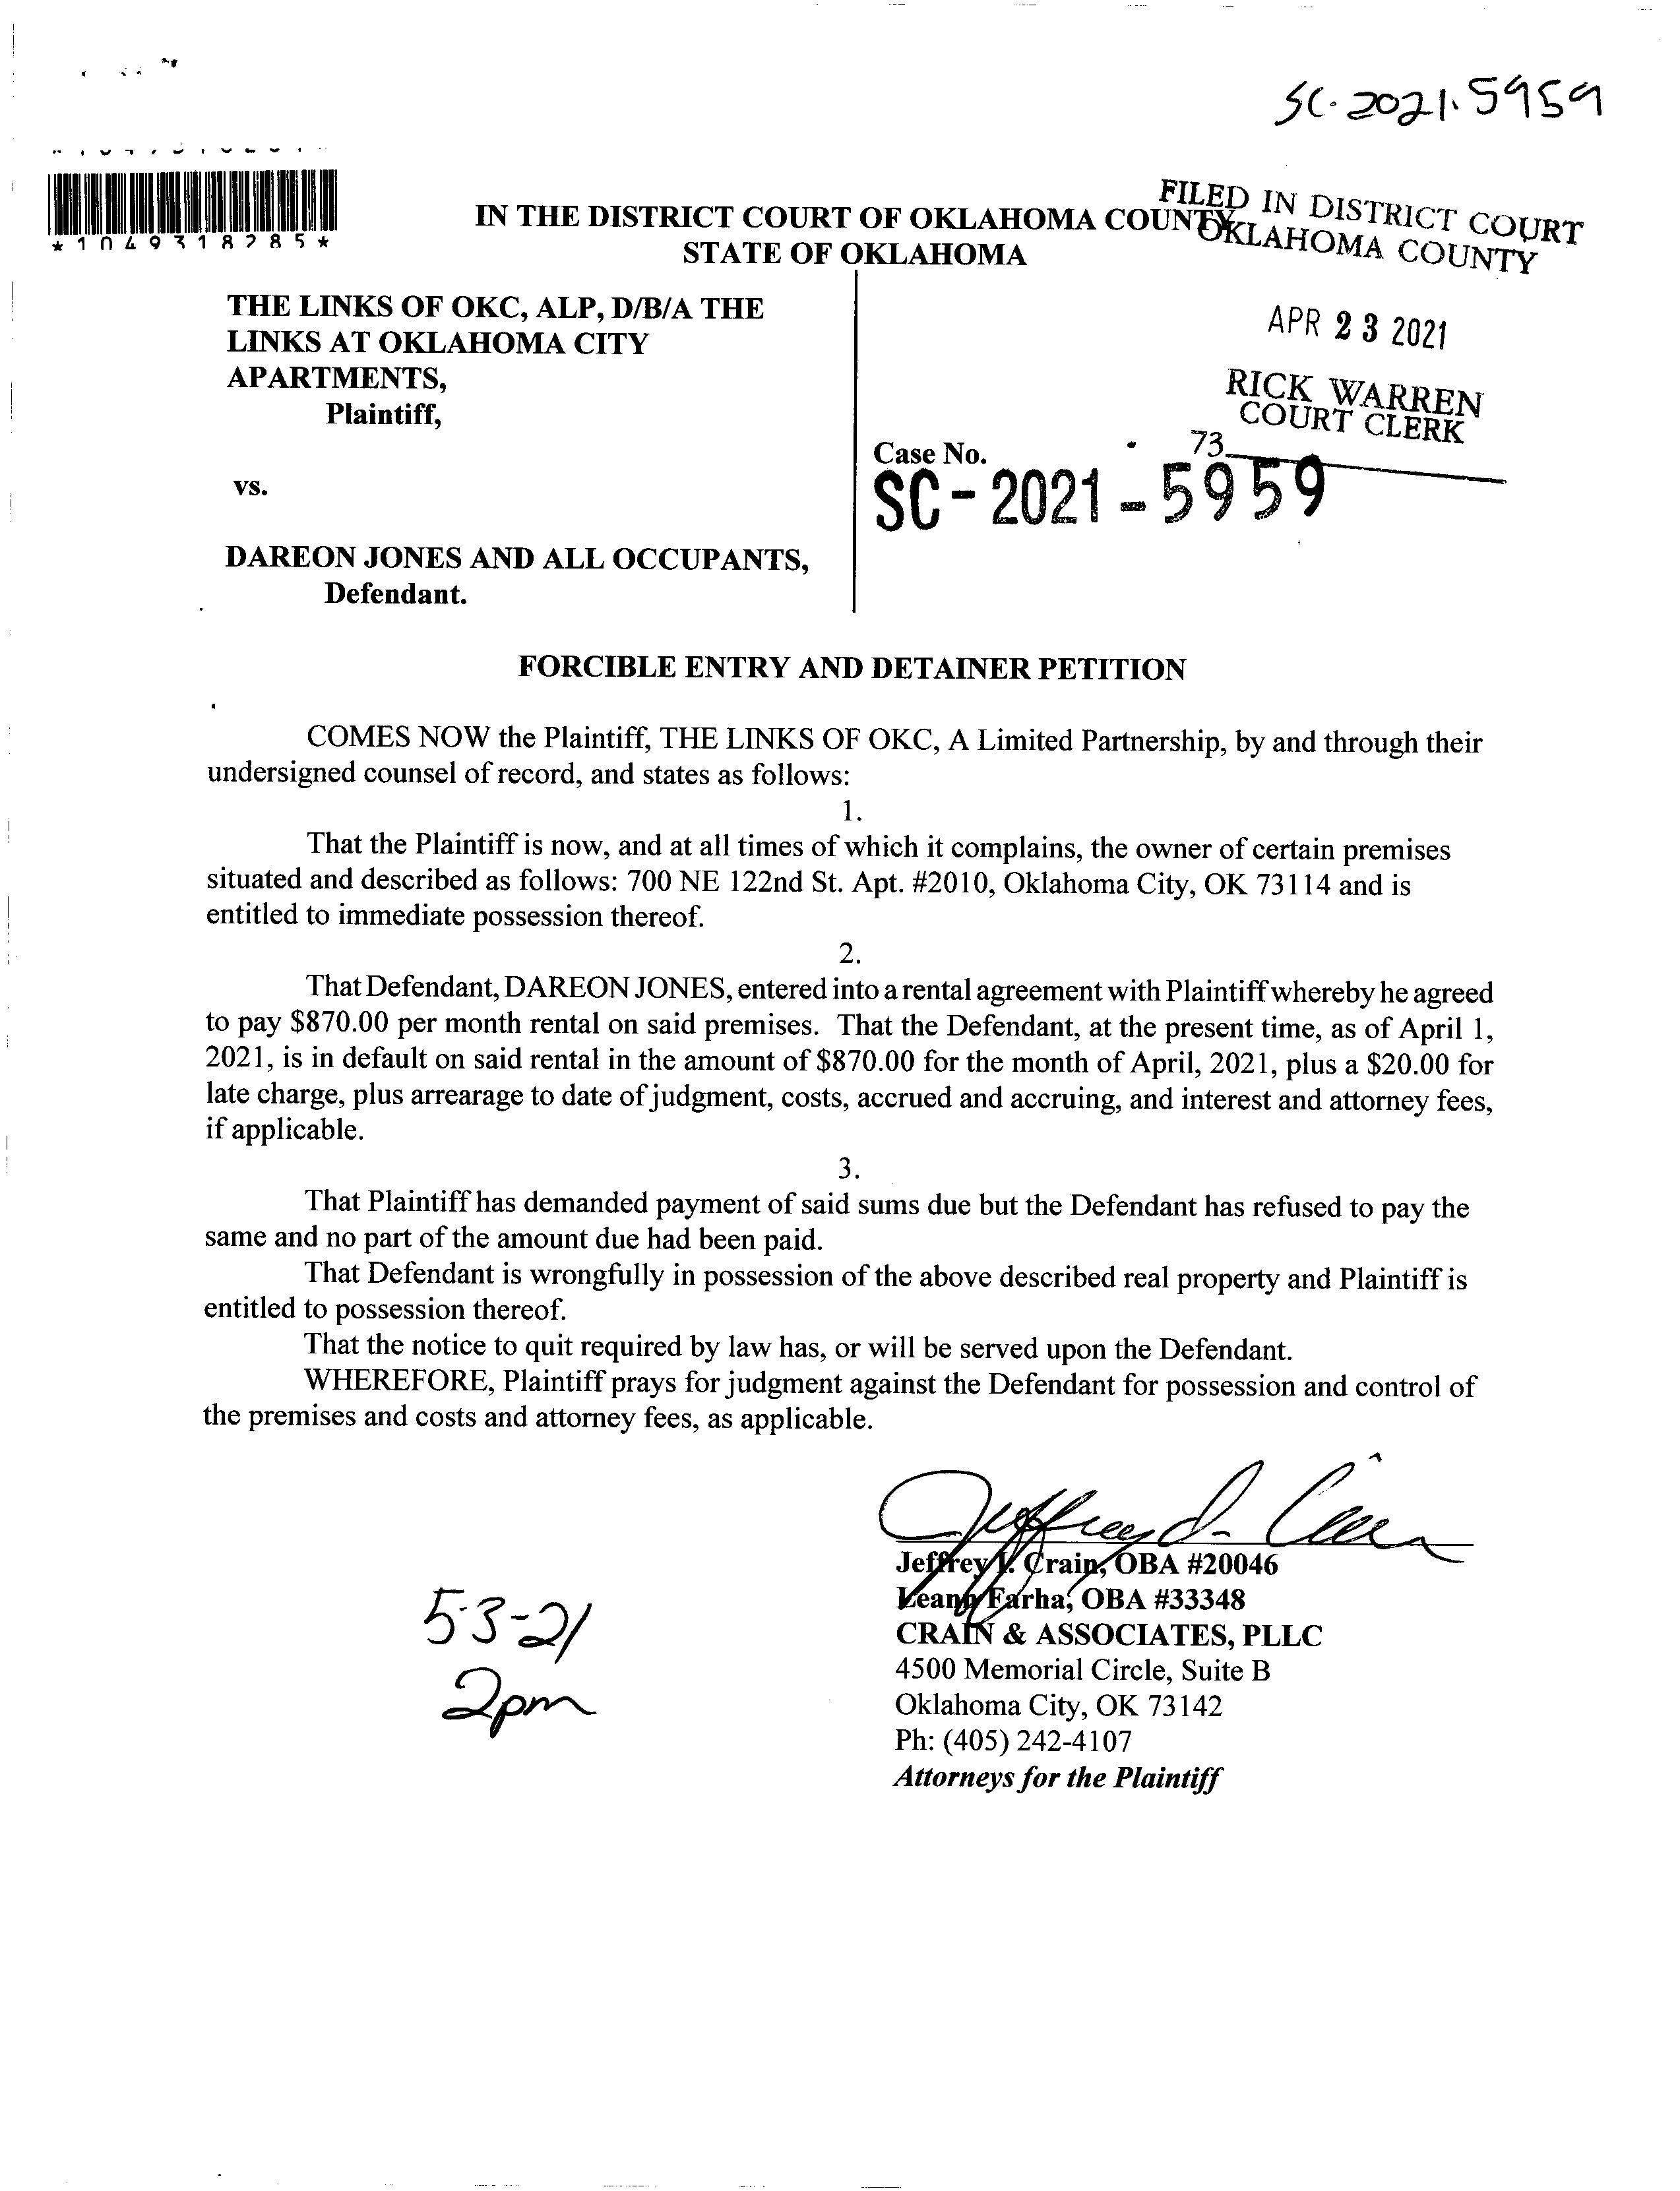 SC-2021-5959
*1049318285*
IN THE DISTRICT COURT OF OKLAHOMA COUNTY
STATE OF OKLAHOMA
FILED IN DISTRICT COURT
OKLAHOMA COUNTY
THE LINKS OF OKC, ALP, D/B/A THE
LINKS AT OKLAHOMA CITY
APARTMENTS,
Plaintiff,
vs.
DAREON JONES AND ALL OCCUPANTS,
Defendant.
APR 23 2021
RICK WARREN
COURT CLERK
73
Case No.
SC-2021-5959
FORCIBLE ENTRY AND DETAINER PETITION
COMES NOW the Plaintiff, THE LINKS OF OKC, A Limited Partnership, by and through their
undersigned counsel of record, and states as follows:
1.
That the Plaintiff is now, and at all times of which it complains, the owner of certain premises
situated and described as follows: 700 NE 122nd St. Apt. #2010, Oklahoma City, OK 73114 and is
entitled to immediate possession thereof.
2.
That Defendant, DAREON JONES, entered into a rental agreement with Plaintiff whereby he agreed
to pay $870.00 per month rental on said premises. That the Defendant, at the present time, as of April 1,
2021, is in default on said rental in the amount of $870.00 for the month of April, 2021, plus a $20.00 for
late charge, plus arrearage to date of judgment, costs, accrued and accruing, and interest and attorney fees,
if applicable.
3.
That Plaintiff has demanded payment of said sums due but the Defendant has refused to pay the
same and no part of the amount due had been paid.
That Defendant is wrongfully in possession of the above described real property and Plaintiff is
entitled to possession thereof.
That the notice to quit required by law has, or will be served upon the Defendant.
WHEREFORE, Plaintiff prays for judgment against the Defendant for possession and control of
the premises and costs and attorney fees, as applicable.
Jeffrey I. Crain, OBA #20046
Leann Farha, OBA #33348
CRAIN & ASSOCIATES, PLLC
4500 Memorial Circle, Suite B
Oklahoma City, OK 73142
Ph: (405) 242-4107
Attorneys for the Plaintiff
5-3-21
2pm